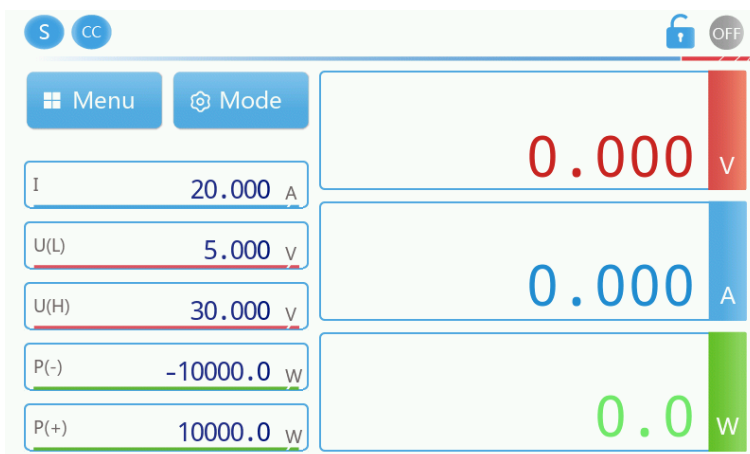 S CC OFF
Menu Mode
0.000 V
I 20.000 A
U(L) 5.000 V
0.000 A
U(H) 30.000 V
P(-) -10000.0 W
0.0 W
P(+) 10000.0 W